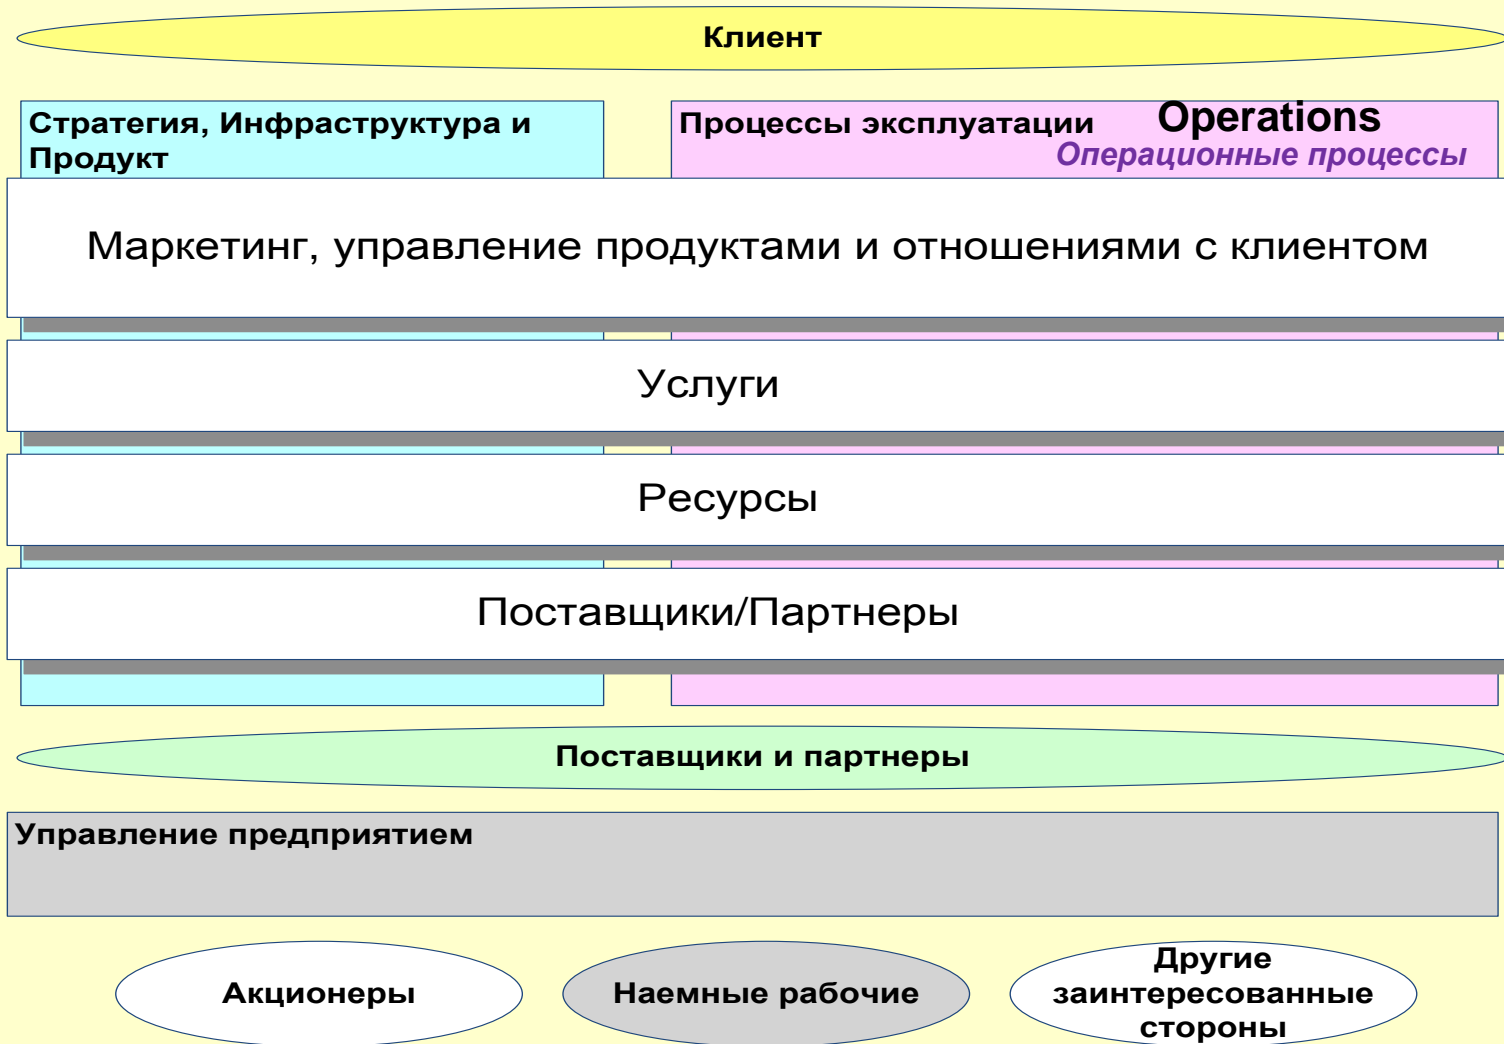 Клиент
Стратегия, Инфраструктура и
Продукт
Процессы эксплуатации
Operations
Операционные процессы
Маркетинг, управление продуктами и отношениями с клиентом
Услуги
Ресурсы
Поставщики/Партнеры
Поставщики и партнеры
Управление предприятием
Акционеры
Наемные рабочие
Другие
заинтересованные
стороны